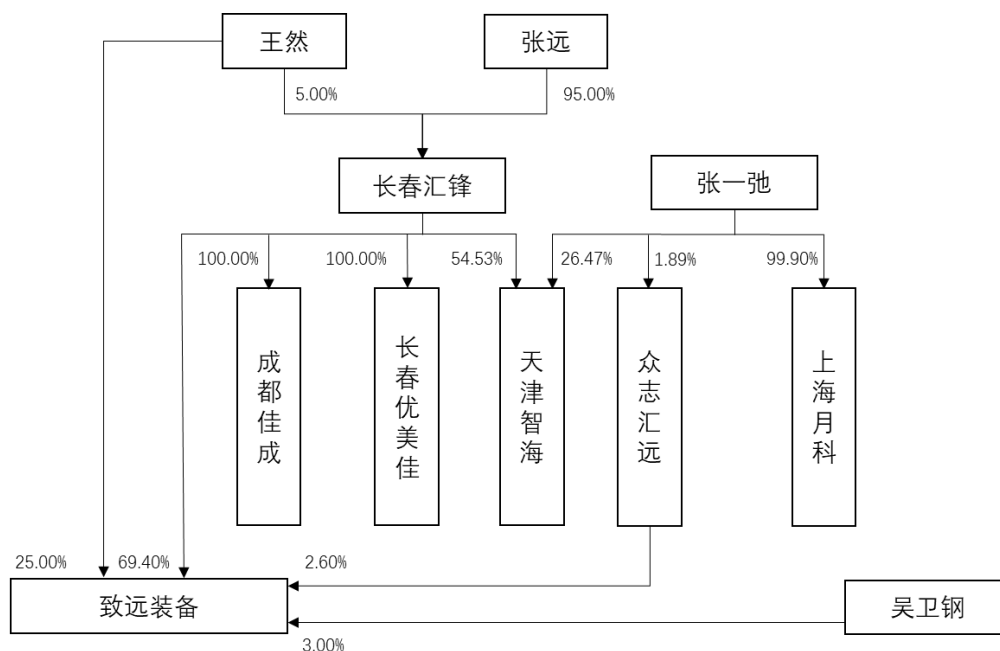 王然
张远
5.00%
95.00%
长春汇锋
张一弛
100.00%
100.00%
54.53%
26.47%
1.89%
99.90%
成都佳成
长春优美佳
天津智海
众志汇远
上海月科
25.00%
69.40%
2.60%
致远装备
吴卫钢
3.00%